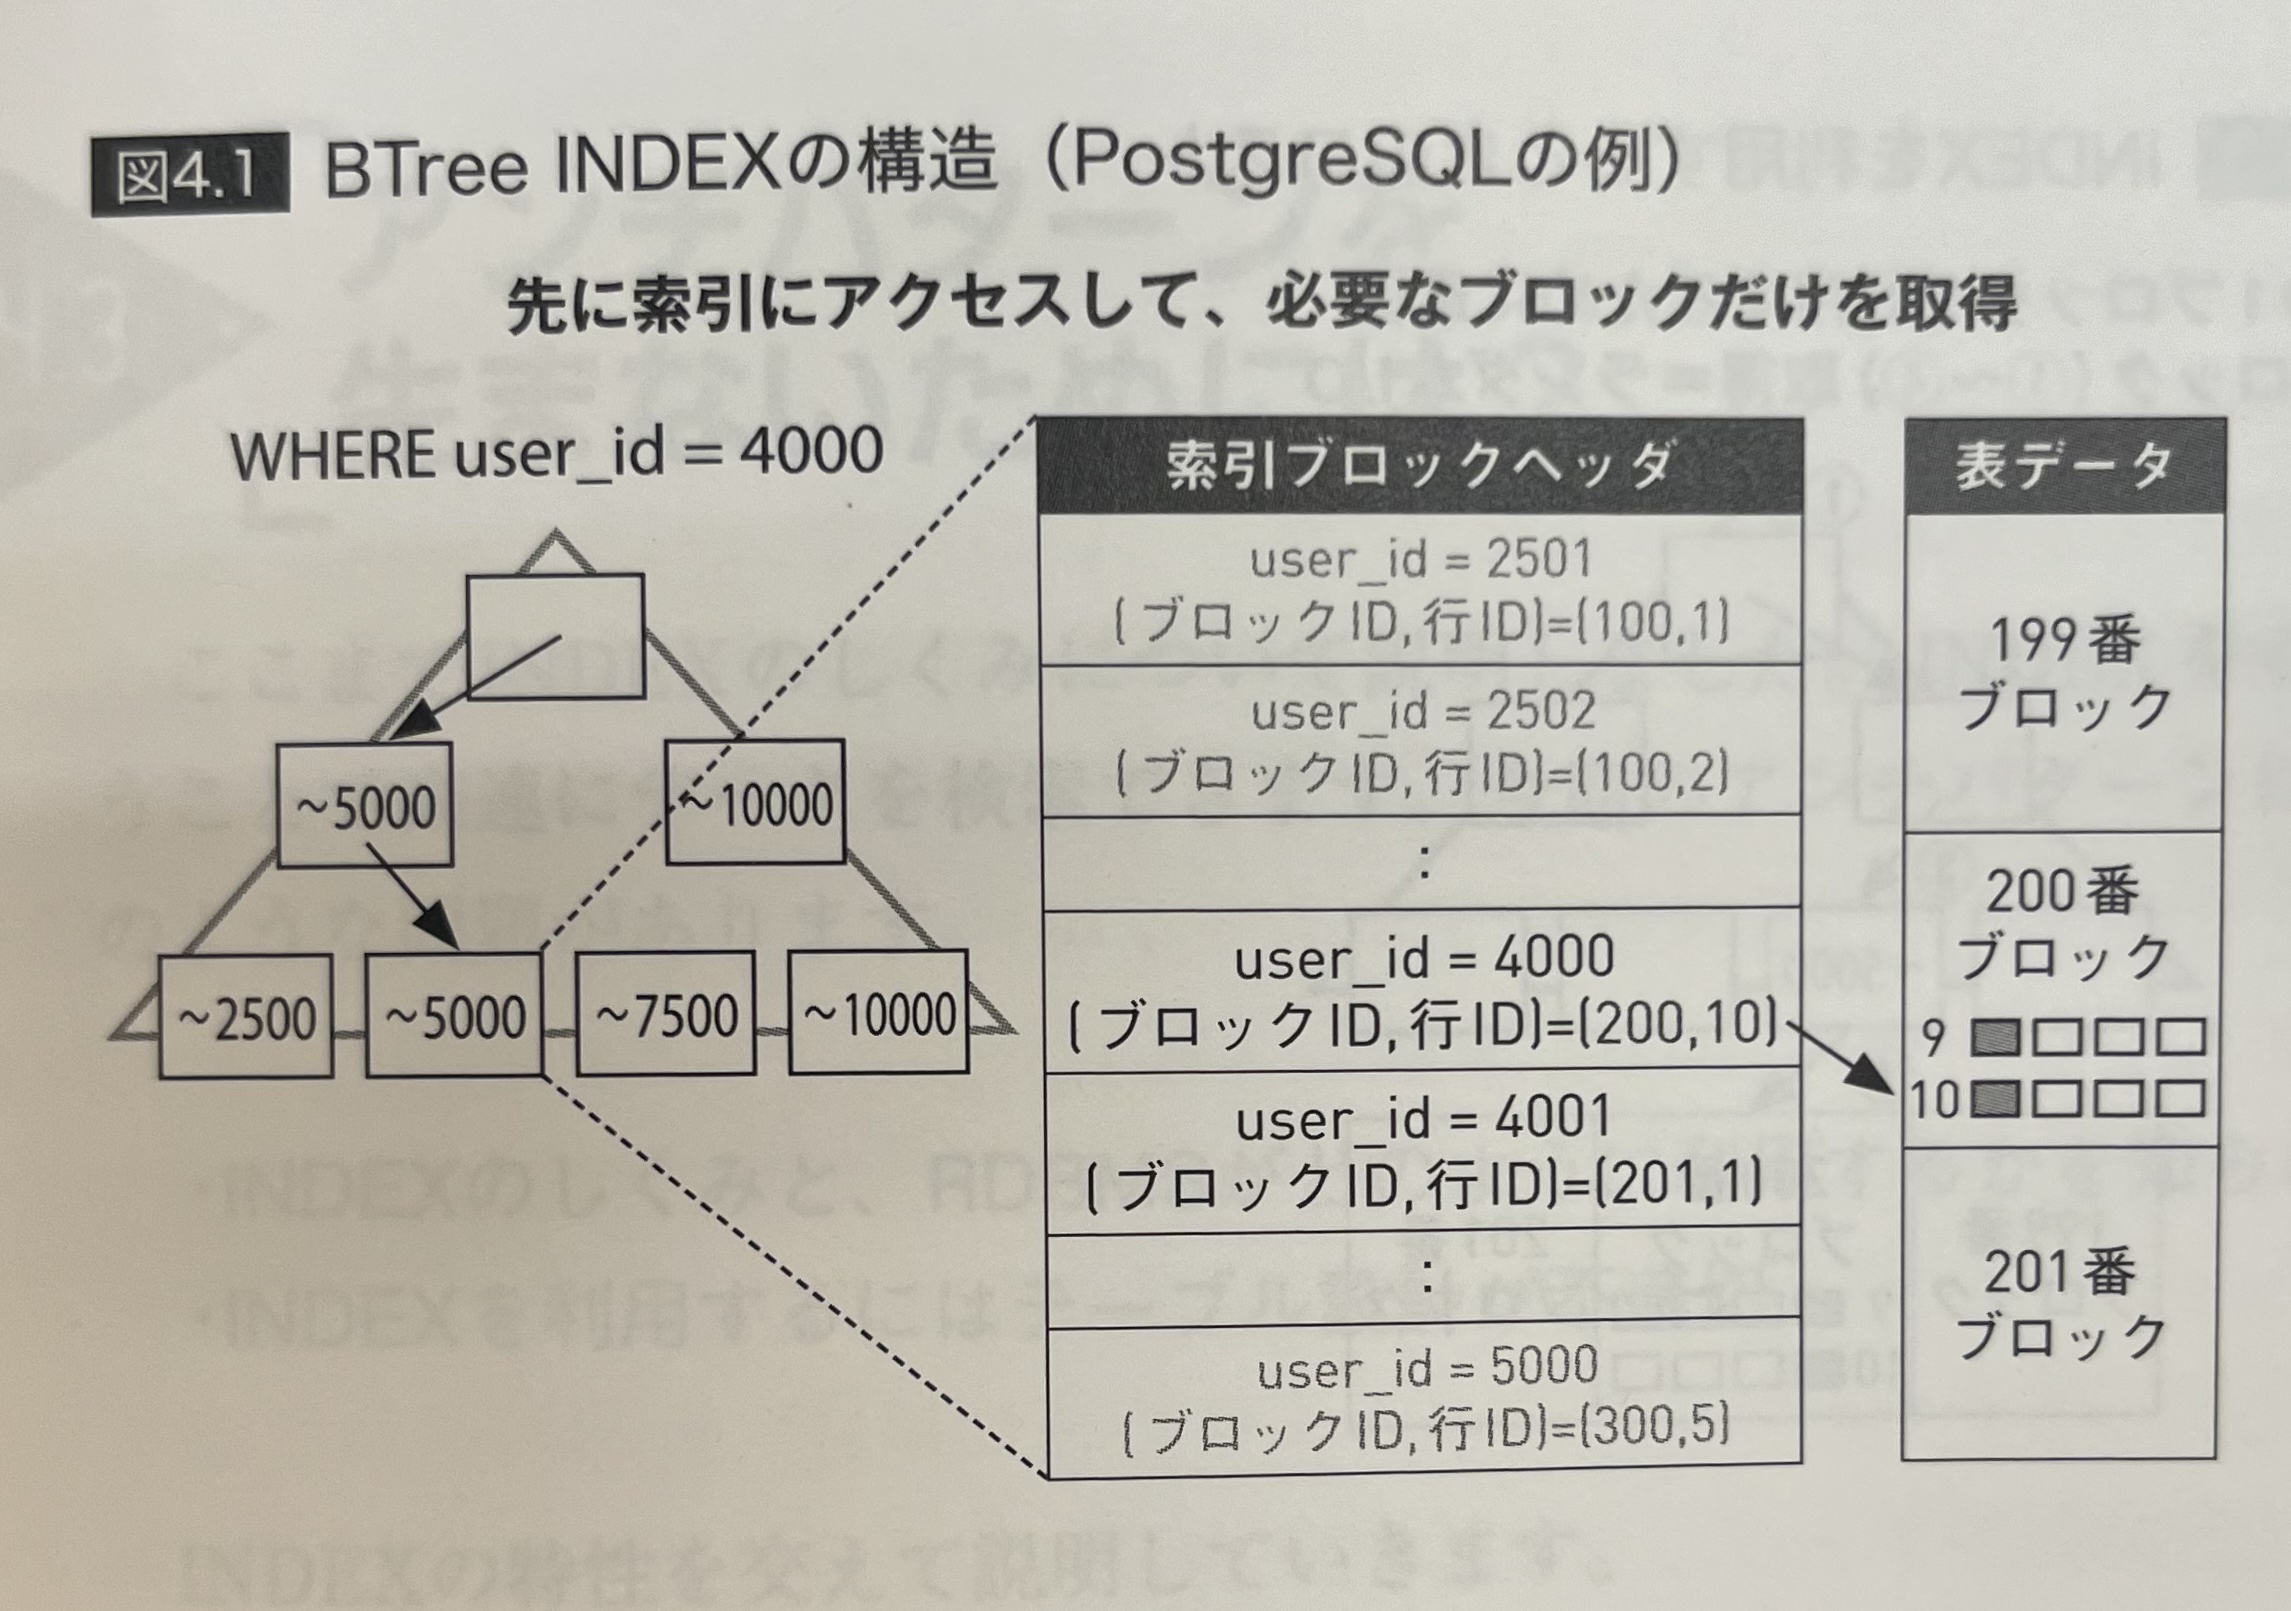 図4.1 BTree INDEXの構造（PostgreSQLの例）
先に索引にアクセスして、必要なブロックだけを取得
WHERE user_id = 4000
~5000
~10000
~2500
~5000
~7500
~10000
索引ブロックヘッダ
user_id = 2501
(ブロックID,行ID)=(100,1)
user_id = 2502
(ブロックID,行ID)=(100,2)
:
user_id = 4000
(ブロックID,行ID)=(200,10)
user_id = 4001
(ブロックID,行ID)=(201,1)
:
user_id = 5000
(ブロックID,行ID)=(300,5)
表データ
199番
ブロック
200番
ブロック
9
10
201番
ブロック